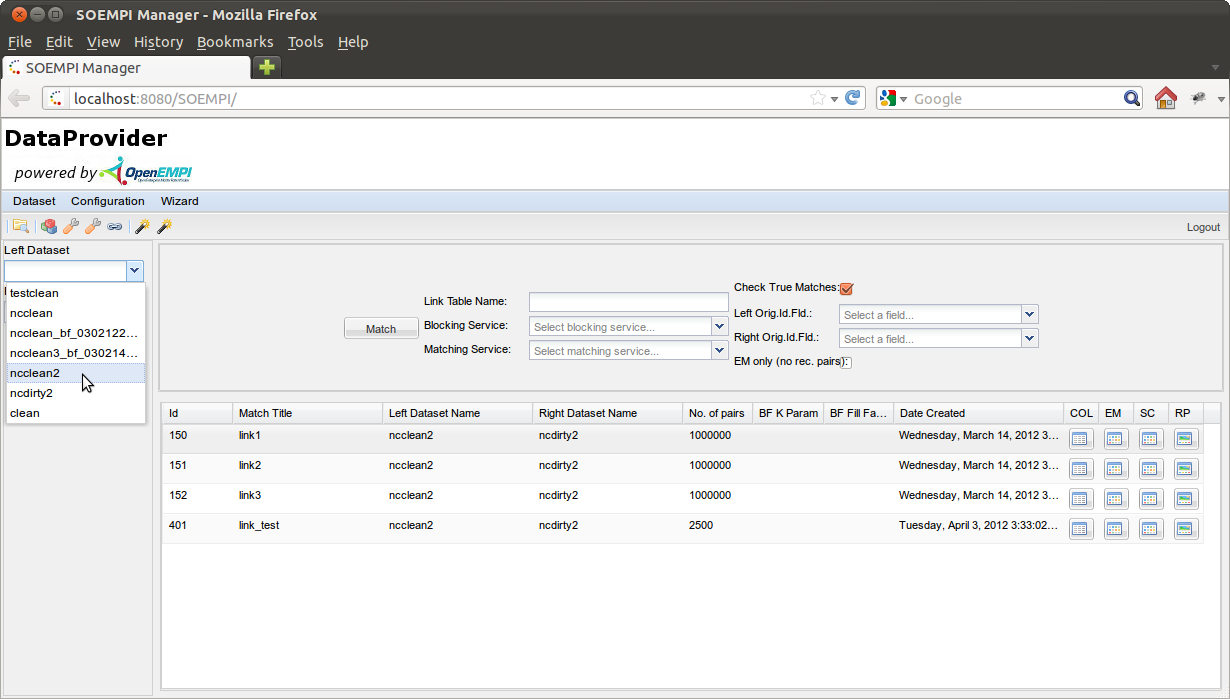 SOEMPI Manager - Mozilla Firefox
File Edit View History Bookmarks Tools Help
SOEMPI Manager
localhost:8080/SOEMPI/
Google
DataProvider
powered by OpenEMPI
Dataset Configuration Wizard
Logout
Left Dataset
testclean
ncclean
ncclean_bf_0302122...
ncclean3_bf_030214...
ncclean2
ncdirty2
clean
Match
Link Table Name:
Blocking Service: Select blocking service...
Matching Service: Select matching service...
Check True Matches:
Left Orig.Id.Fld.: Select a field...
Right Orig.Id.Fld.: Select a field...
EM only (no rec. pairs):
Id Match Title Left Dataset Name Right Dataset Name No. of pairs BF K Param BF Fill Fa... Date Created COL EM SC RP
150 link1 ncclean2 ncdirty2 1000000 Wednesday, March 14, 2012 3...
151 link2 ncclean2 ncdirty2 1000000 Wednesday, March 14, 2012 3...
152 link3 ncclean2 ncdirty2 1000000 Wednesday, March 14, 2012 3...
401 link_test ncclean2 ncdirty2 2500 Tuesday, April 3, 2012 3:33:02...